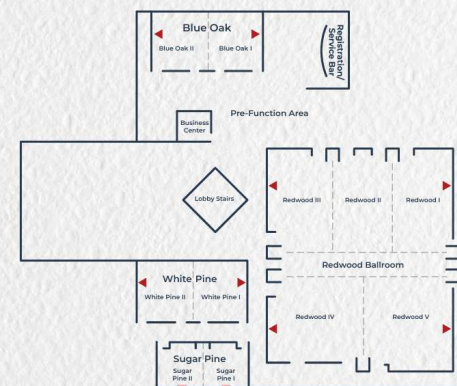 Blue Oak
Blue Oak II
Blue Oak I
Registration/
Service Bar
Business
Center
Pre-Function Area
Lobby Stairs
Redwood III
Redwood II
Redwood I
Redwood Ballroom
White Pine
White Pine II
White Pine I
Redwood IV
Redwood V
Sugar Pine
Sugar
Pine II
Sugar
Pine I